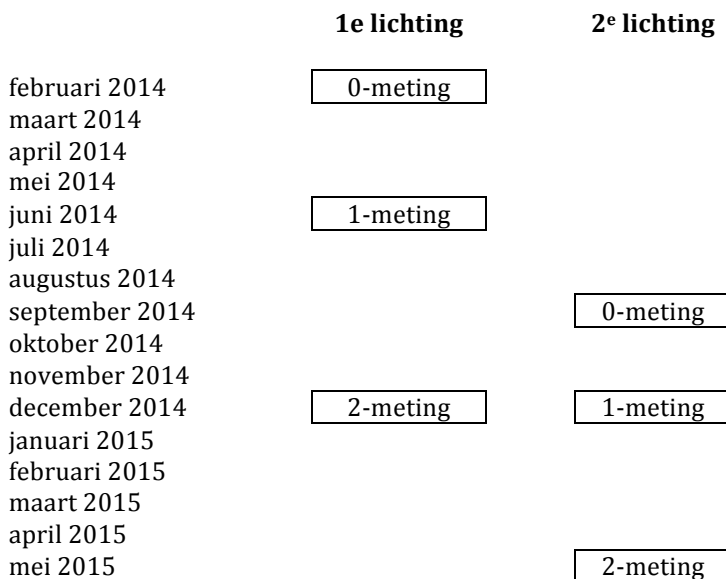 1e lichting 2e lichting
februari 2014 0-meting
maart 2014
april 2014
mei 2014
juni 2014 1-meting
juli 2014
augustus 2014
september 2014 0-meting
oktober 2014
november 2014
december 2014 2-meting 1-meting
januari 2015
februari 2015
maart 2015
april 2015
mei 2015 2-meting